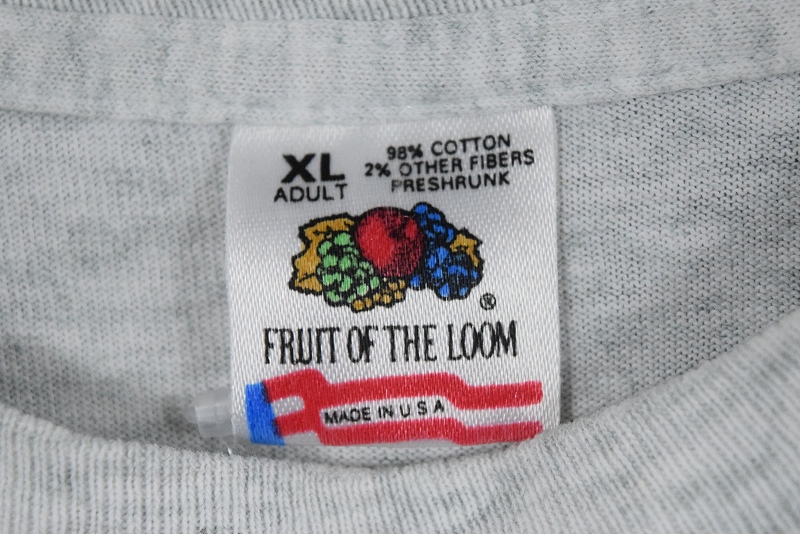 XL
ADULT
98% COTTON
2% OTHER FIBERS
PRESHRUNK
®
FRUIT OF THE LOOM
MADE IN U S A